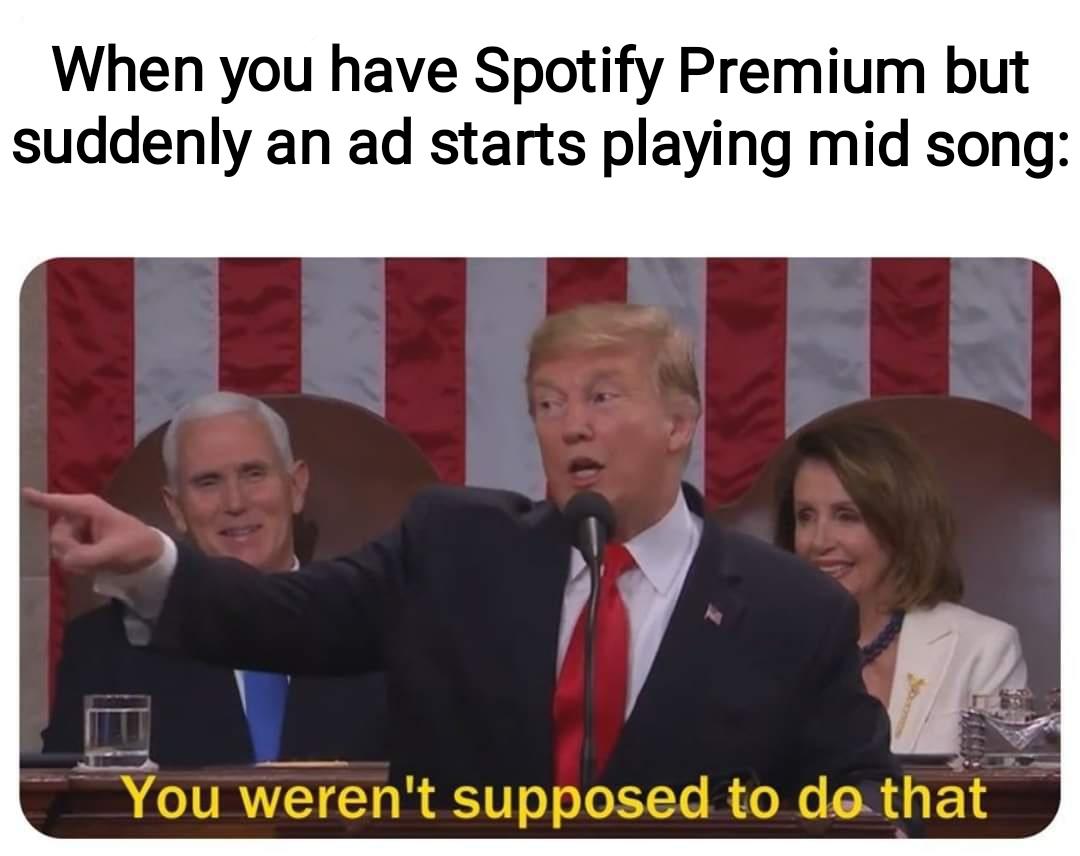 When you have Spotify Premium but
suddenly an ad starts playing mid song:
You weren't supposed to do that